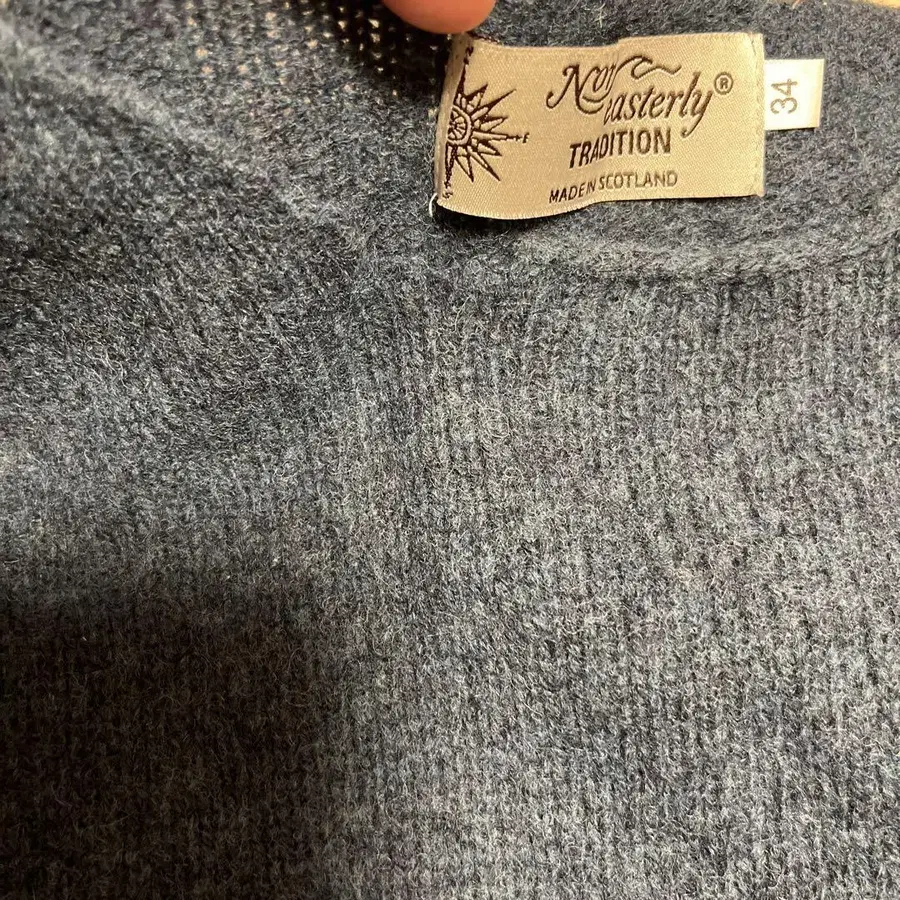 Nor'easterly®
TRADITION
MADE IN SCOTLAND
34
E